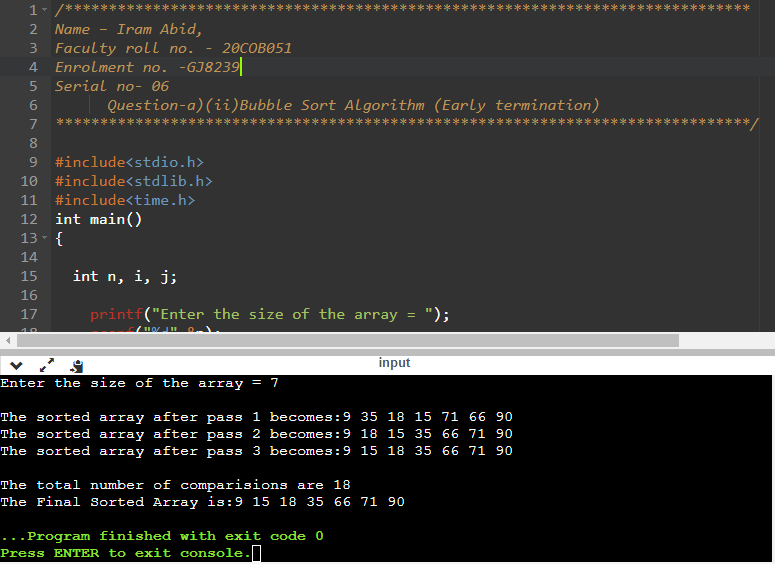 1 /******************************************************************************
2 Name - Iram Abid,
3 Faculty roll no. - 20COB051
4 Enrolment no. -GJ8239
5 Serial no- 06
6 Question-a)(ii)Bubble Sort Algorithm (Early termination)
7 *******************************************************************************/
8
9 #include<stdio.h>
10 #include<stdlib.h>
11 #include<time.h>
12 int main()
13 {
14
15 int n, i, j;
16
17 printf("Enter the size of the array = ");
input
Enter the size of the array = 7
The sorted array after pass 1 becomes:9 35 18 15 71 66 90
The sorted array after pass 2 becomes:9 18 15 35 66 71 90
The sorted array after pass 3 becomes:9 15 18 35 66 71 90
The total number of comparisions are 18
The Final Sorted Array is:9 15 18 35 66 71 90
...Program finished with exit code 0
Press ENTER to exit console.